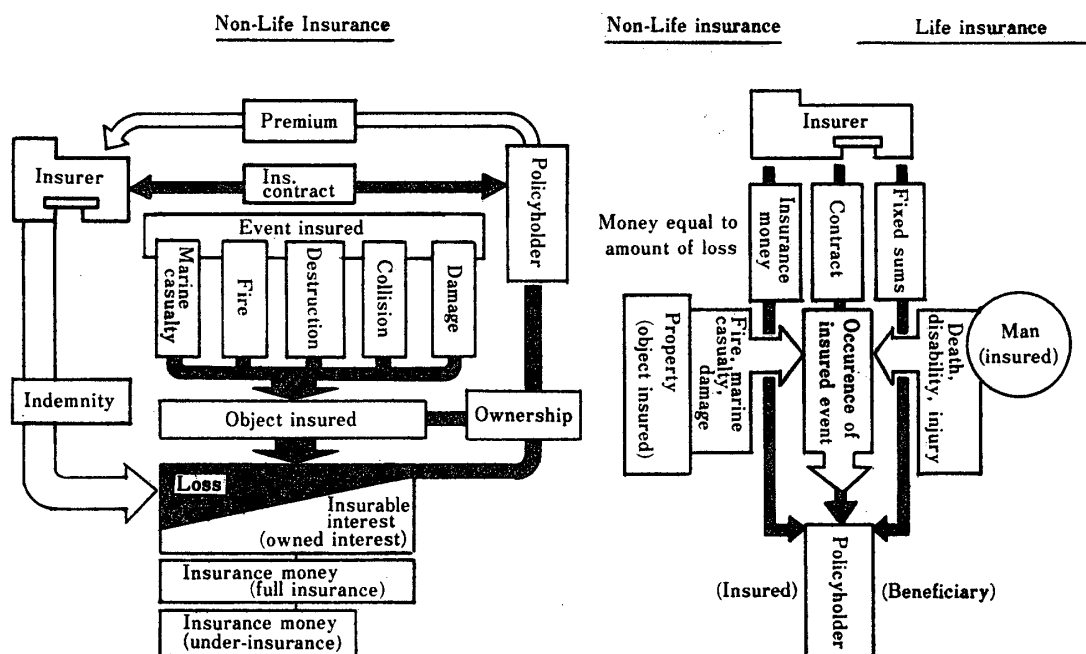 Non-Life Insurance
Premium
Insurer
Ins.
contract
Policyholder
Event insured
Marine
casualty
Fire
Destruction
Collision
Damage
Indemnity
Object insured
Ownership
Loss
Insurable
interest
(owned interest)
Insurance money
(full insurance)
Insurance money
(under-insurance)
Non-Life insurance
Life insurance
Insurer
Money equal to
amount of loss
Insurance
money
Contract
Fixed sums
Property
(object insured)
Fire, marine
casualty,
damage
Occurence of
insured event
Death,
disability, injury
Man
(insured)
(Insured)
Policyholder
(Beneficiary)